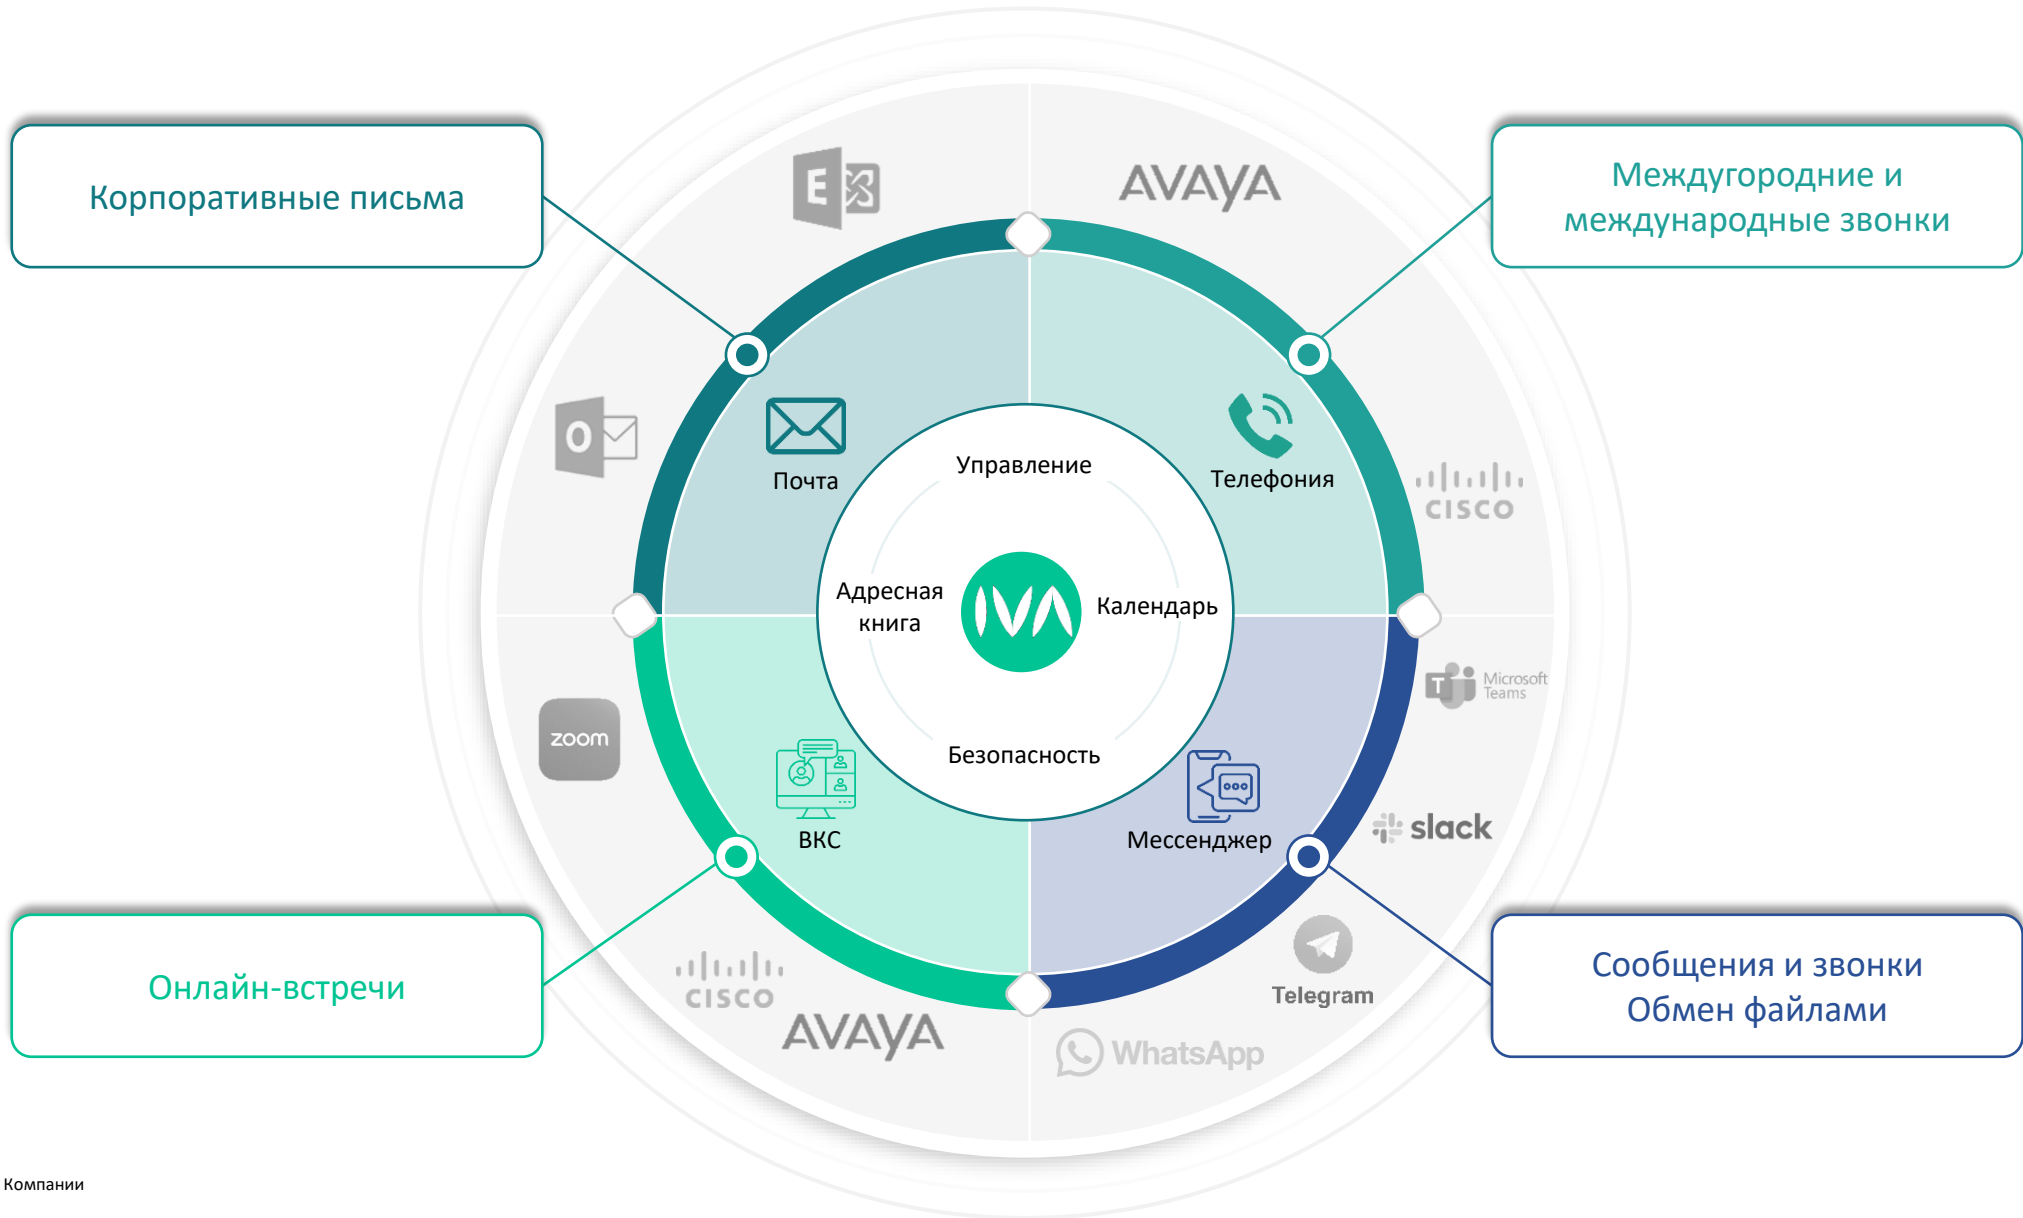 Корпоративные письма
Междугородние и
международные звонки
E
AVAYA
O
Почта
Управление
Телефония
CISCO
Адресная
книга
IVA
Календарь
zoom
T
Microsoft
Teams
Безопасность
ВКС
Мессенджер
slack
Онлайн-встречи
CISCO
AVAYA
Telegram
WhatsApp
Сообщения и звонки
Обмен файлами
Компании